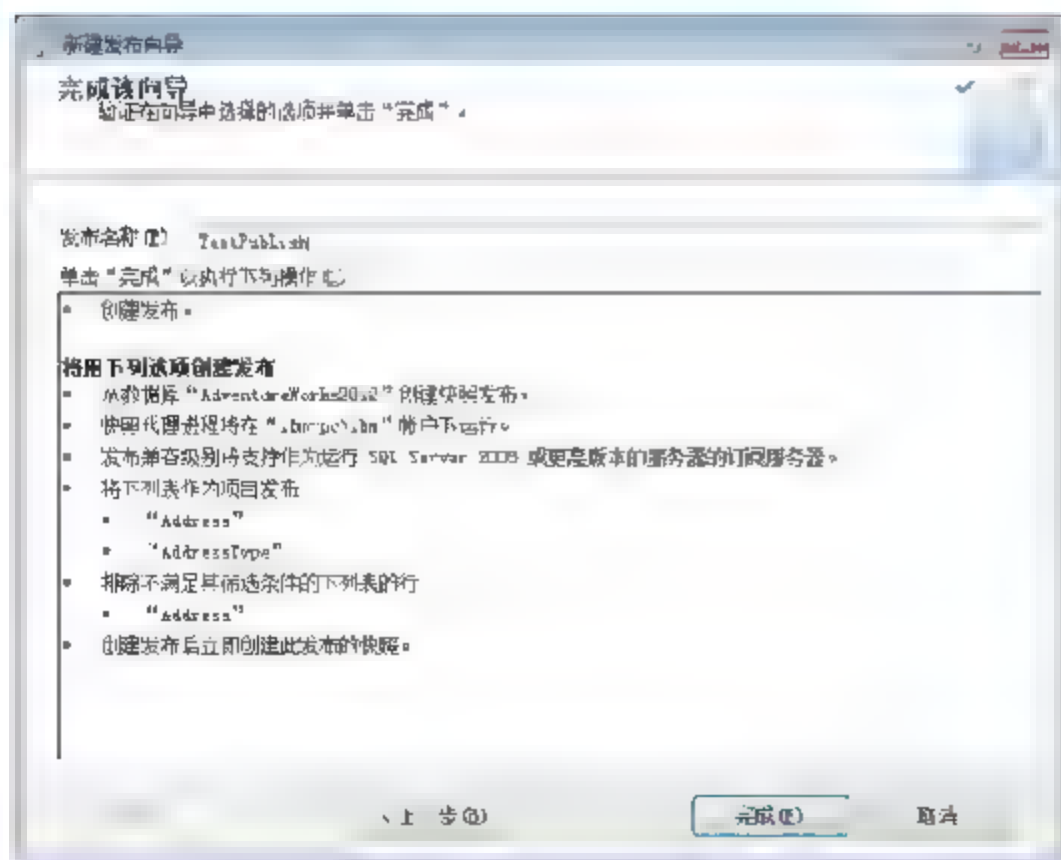 新建发布向导
完成该向导
验证在向导中选择的选项并单击“完成”。
发布名称(P) TestPublish
单击“完成”以执行下列操作
• 创建发布。
将用下列选项创建发布
• 从数据库“AdventureWorks2012”创建快照发布。
• 快照代理进程将在 帐户下运行。
• 发布兼容级别将支持作为运行 SQL Server 2008 或更高版本的服务器的订阅服务器。
• 将下列表作为项目发布
• “Address”
• “AddressType”
• 排除不满足其筛选条件的下列表的行
• “Address”
• 创建发布后立即创建此发布的快照。
上一步(B) 完成(F) 取消